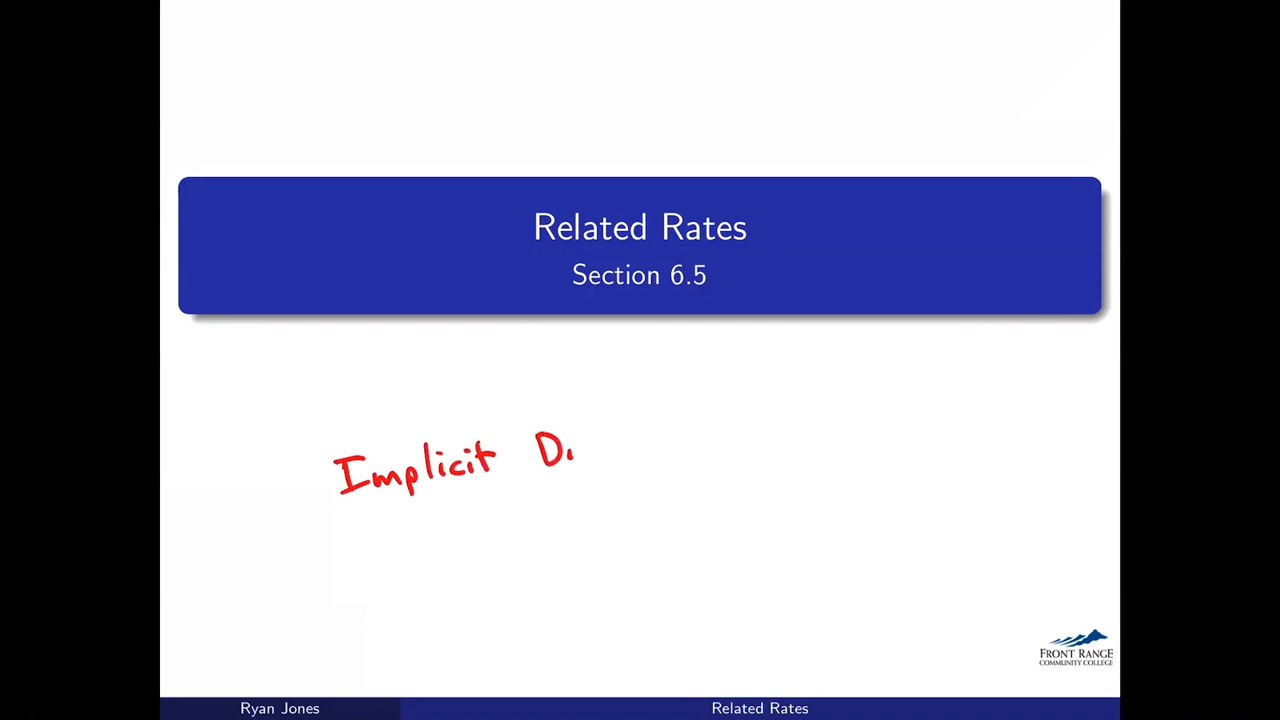 Related Rates
Section 6.5
Implicit D
FRONT RANGE
COMMUNITY COLLEGE
Ryan Jones
Related Rates